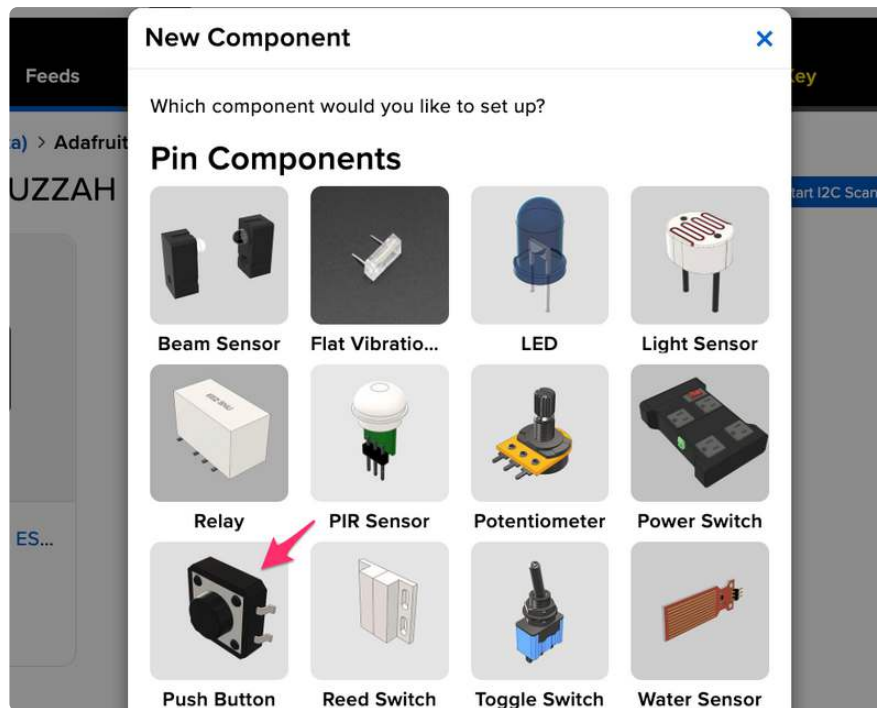 New Component
×
Feeds
Key
Which component would you like to set up?
a) > Adafruit
Pin Components
UZZAH
tart I2C Scan
Beam Sensor
Flat Vibratio...
LED
Light Sensor
Relay
PIR Sensor
Potentiometer
Power Switch
ES...
Push Button
Reed Switch
Toggle Switch
Water Sensor